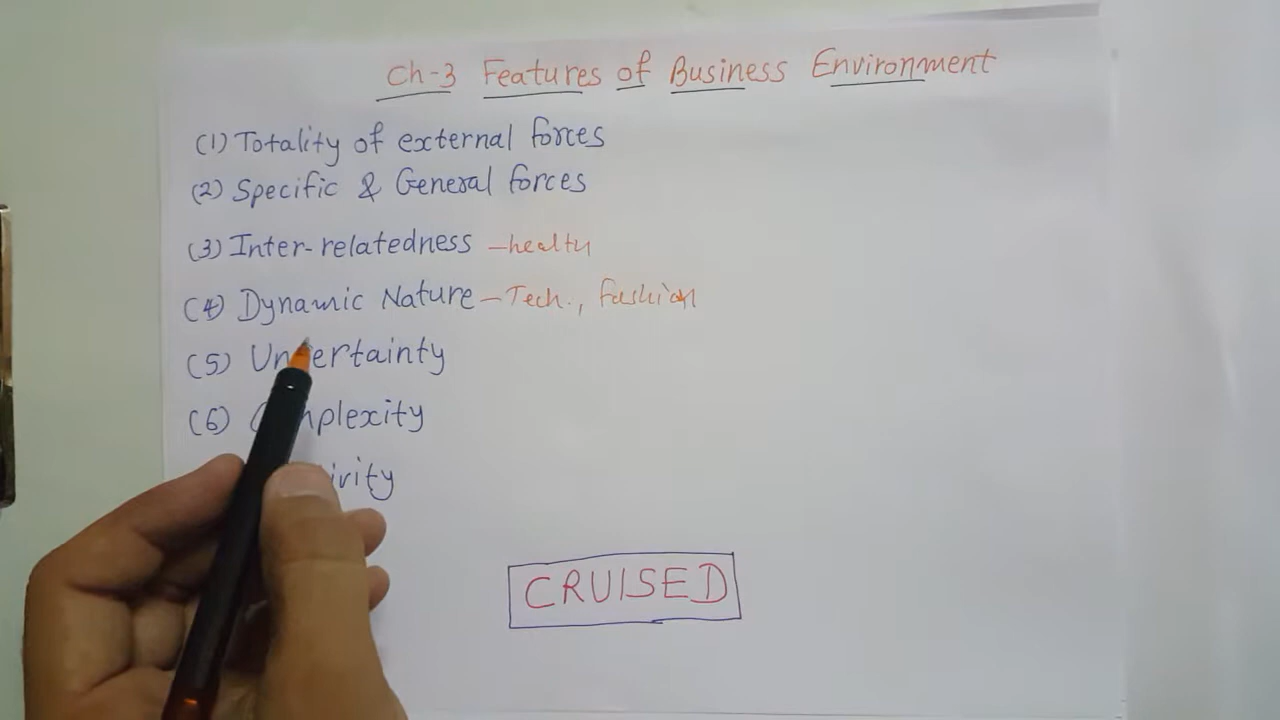 Ch-3 Features of Business Environment
(1) Totality of external forces
(2) Specific & General forces
(3) Inter-relatedness - health
(4) Dynamic Nature - Tech., Fashion
(5)
(6)
CRUISED